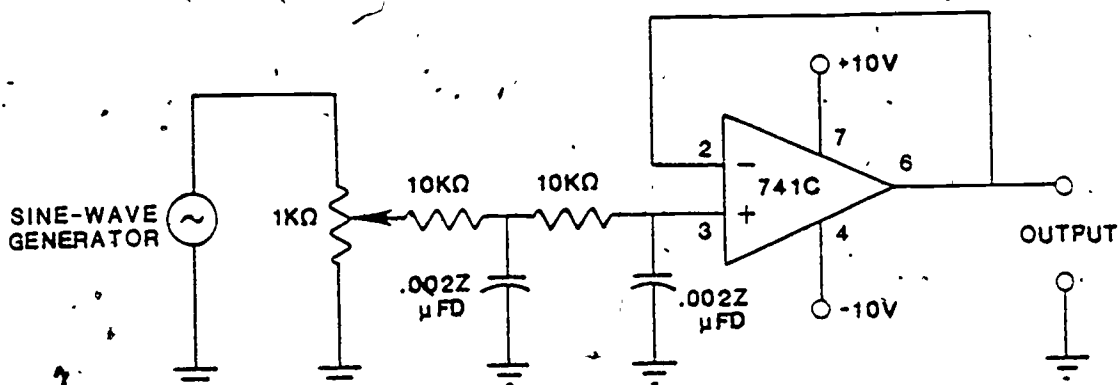 +10V
7
2
-
6
10KΩ
10KΩ
741C
SINE-WAVE
GENERATOR
~
1KΩ
+
3
4
OUTPUT
.002Z
μFD
.002Z
μFD
-10V